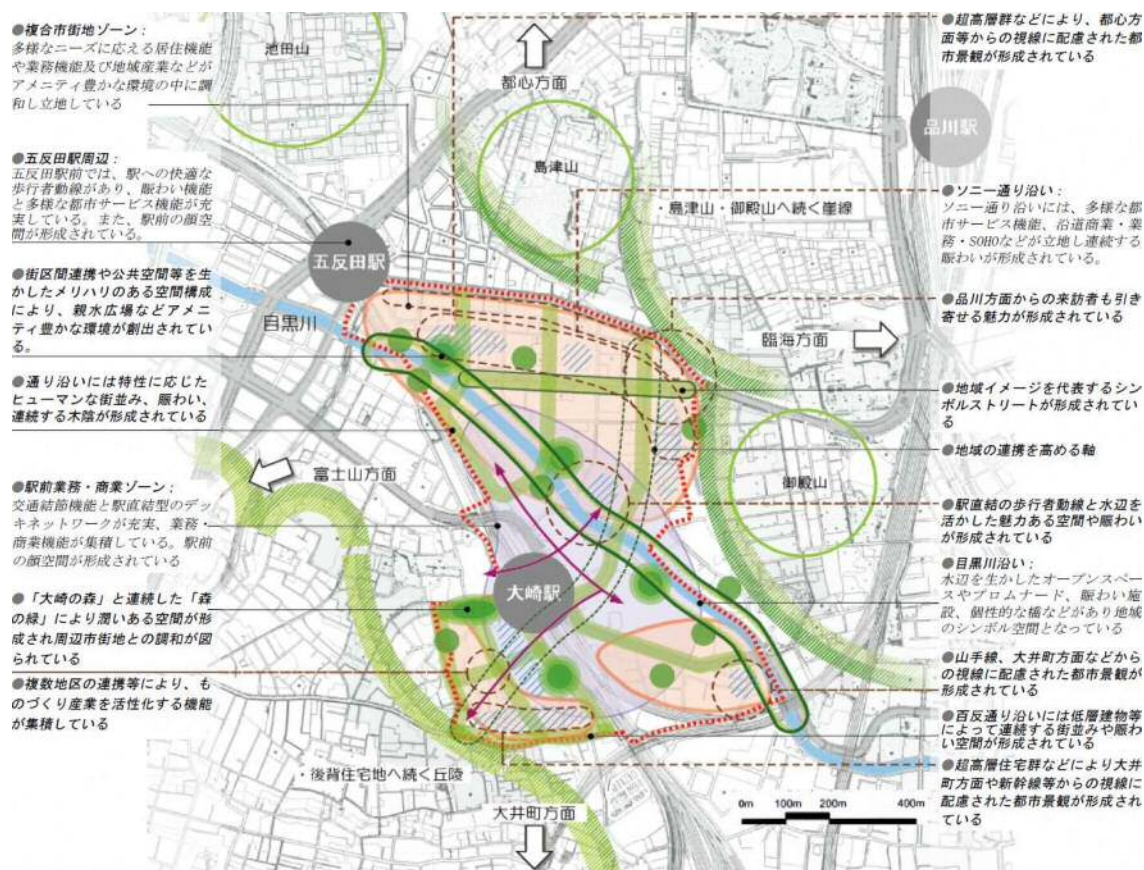 ●複合市街地ゾーン：
多様なニーズに応える居住機能
や業務機能及び地域産業などが
アメニティ豊かな環境の中に調
和し立地している
●五反田駅周辺：
五反田駅前では、駅への快適な
歩行者動線があり、賑わい機能
と多様な都市サービス機能が充
実している。また、駅前の顔空
間が形成されている。
●街区間連携や公共空間等を生
かしたメリハリのある空間構成
により、親水広場などアメニ
ティ豊かな環境が創出されてい
る。
●通り沿いには特性に応じた
ヒューマンな街並み、賑わい、
連続する木陰が形成されている
●駅前業務・商業ゾーン：
交通結節機能と駅直結型のデッ
キネットワークが充実、業務・
商業機能が集積している。駅前
の顔空間が形成されている
●「大崎の森」と連続した「森
の緑」により潤いある空間が形
成され周辺市街地との調和が図
られている
●複数地区の連携等により、も
のづくり産業を活性化する機能
が集積している
池田山
都心方面
島津山
品川駅
・島津山・御殿山へ続く崖線
五反田駅
目黒川
臨海方面
富士山方面
御殿山
大崎駅
・後背住宅地へ続く丘陵
大井町方面
0m 100m 200m 400m
●超高層群などにより、都心方
面等からの視線に配慮された都
市景観が形成されている
●ソニー通り沿い：
ソニー通り沿いには、多様な都
市サービス機能、沿道商業・業
務・SOHOなどが立地し連続する
賑わいが形成されている。
●品川方面からの来訪者も引き
寄せる魅力が形成されている
●地域イメージを代表するシン
ボルストリートが形成されてい
る
●地域の連携を高める軸
●駅直結の歩行者動線と水辺を
活かした魅力ある空間や賑わい
が形成されている
●目黒川沿い：
水辺を生かしたオープンスペー
スやプロムナード、賑わい施
設、個性的な橋などがあり地域
のシンボル空間となっている
●山手線、大井町方面などから
の視線に配慮された都市景観が
形成されている
●百反通り沿いには低層建物等
によって連続する街並みや賑わ
い空間が形成されている
●超高層住宅群などにより大井
町方面や新幹線等からの視線に
配慮された都市景観が形成され
ている